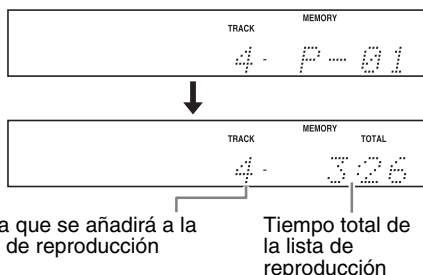 MEMORY
TRACK
4- P-01
MEMORY
TRACK TOTAL
4- 3:26
que se añadirá a la
de reproducción
Tiempo total de
la lista de
reproducción